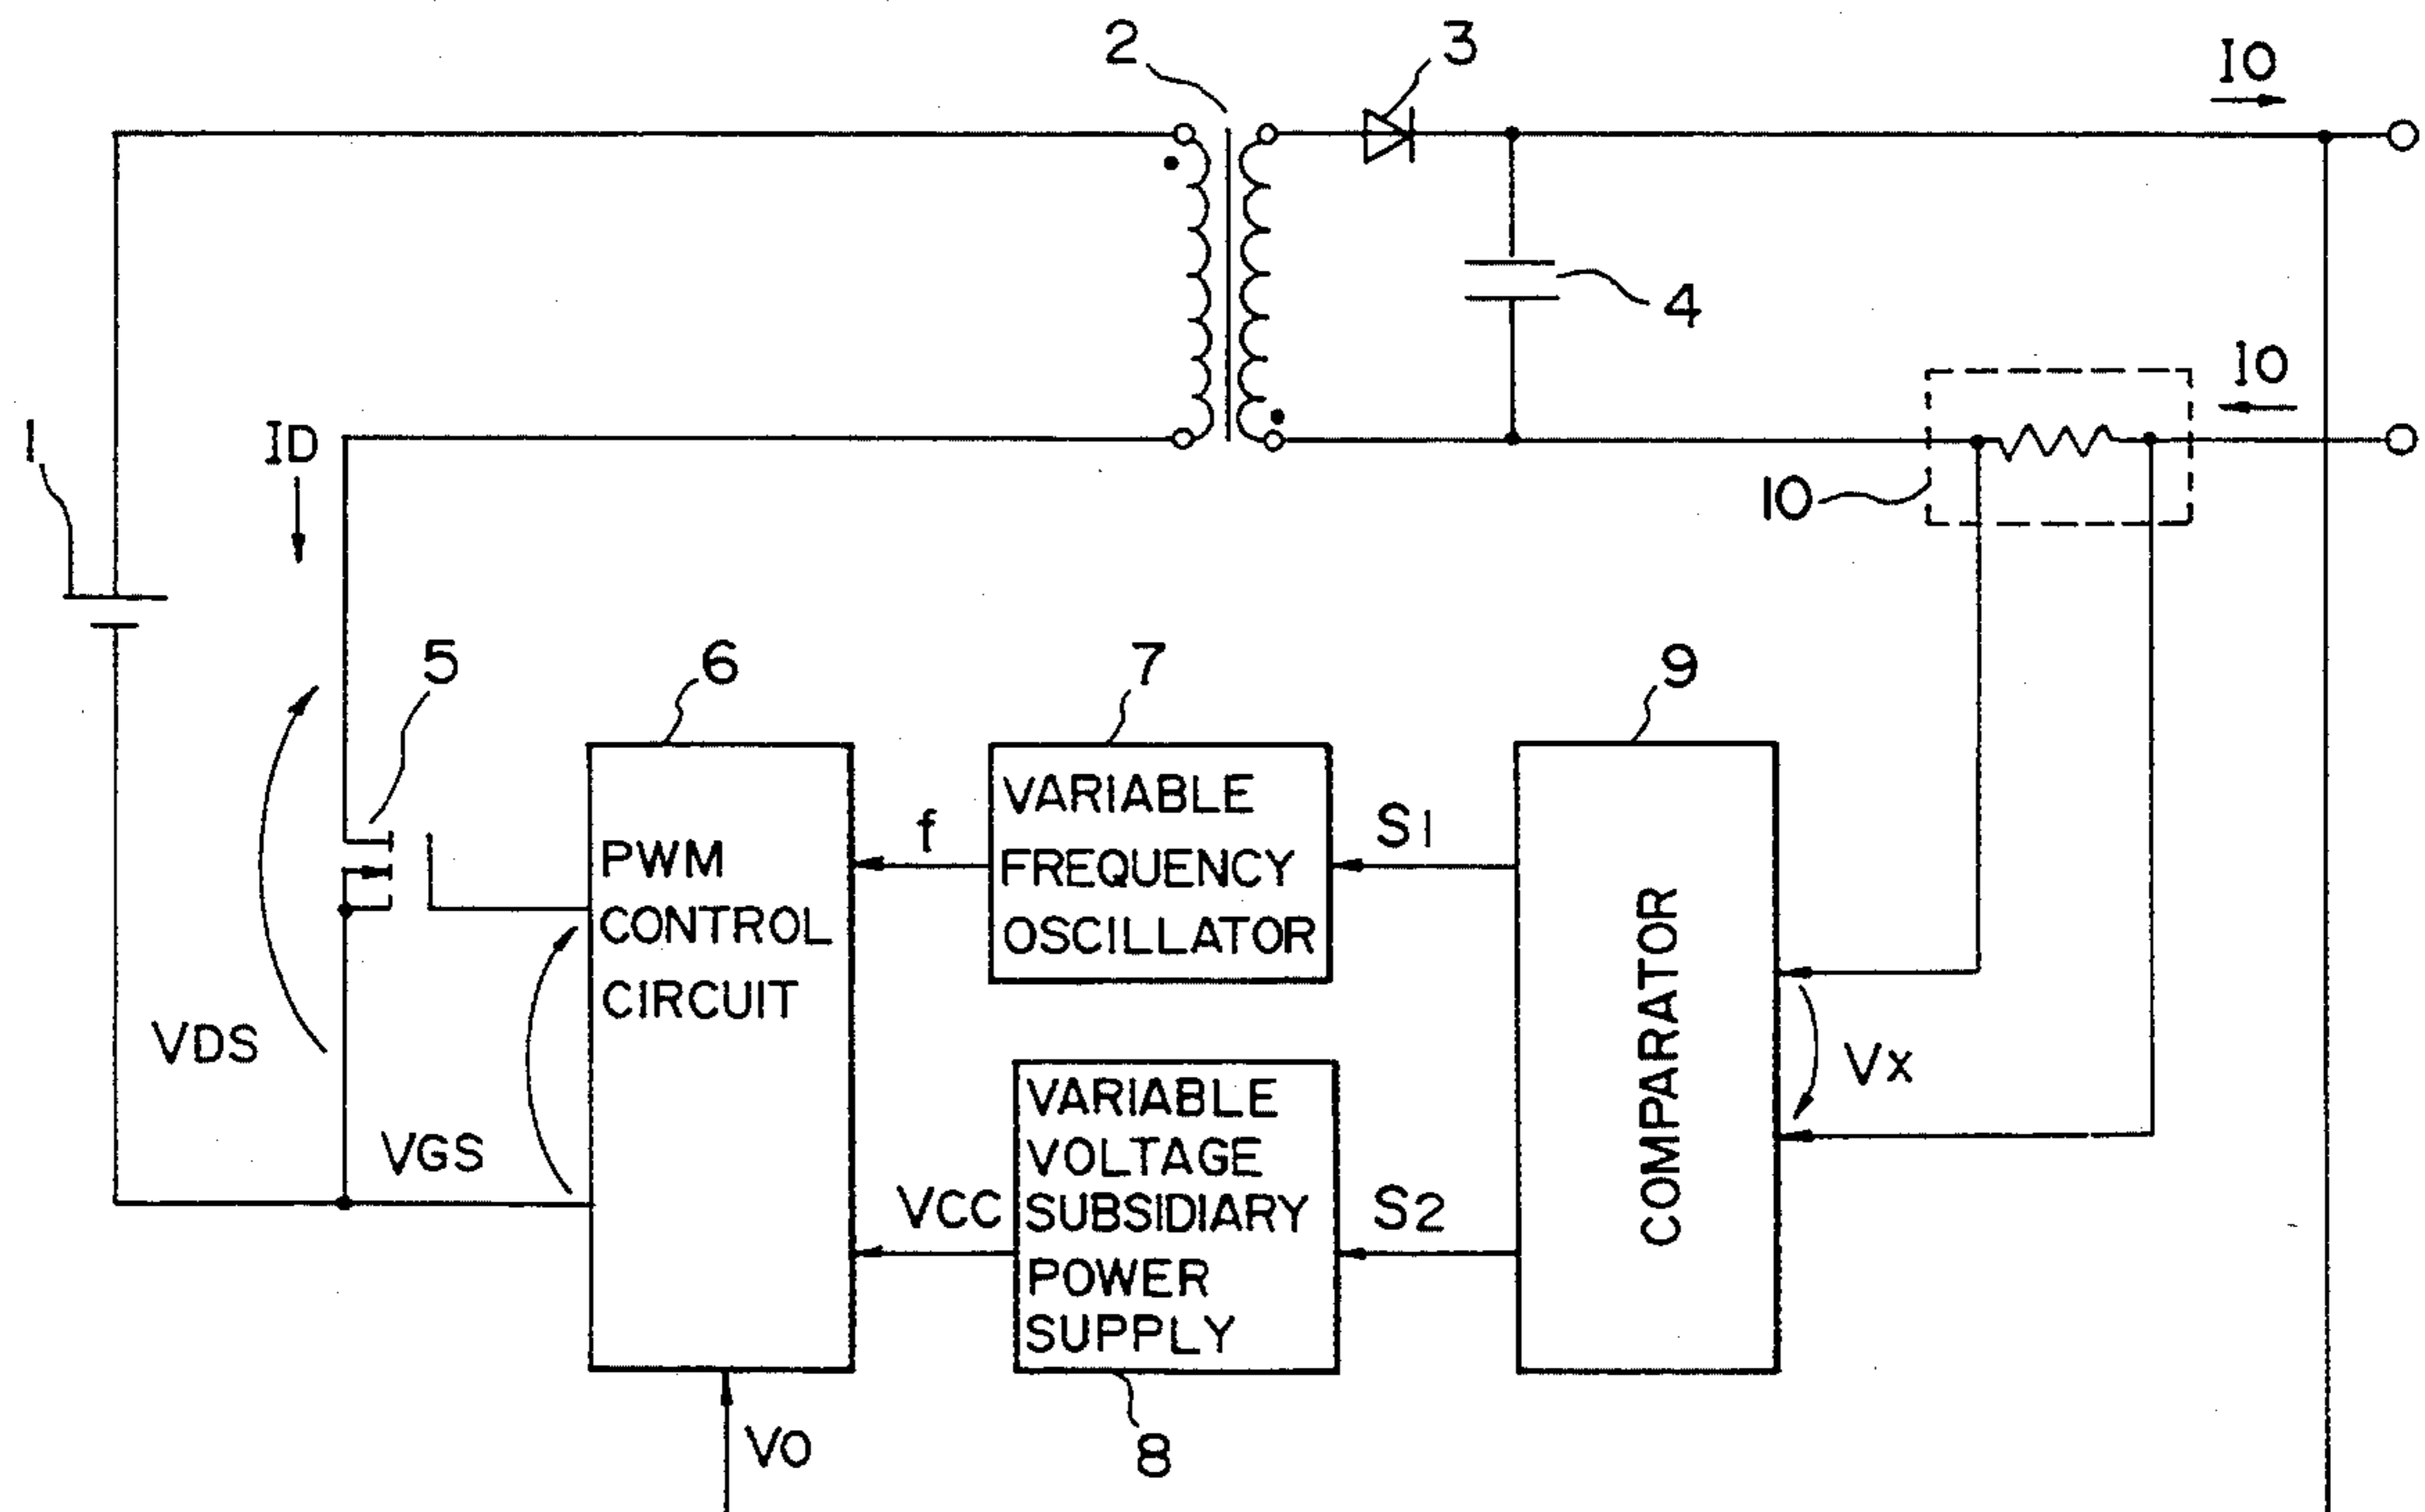 2
3
IO
4
IO
1
ID
10
5
6
7
9
VARIABLE
FREQUENCY
OSCILLATOR
f
S1
PWM
CONTROL
CIRCUIT
COMPARATOR
VDS
VX
VGS
VARIABLE
VOLTAGE
SUBSIDIARY
POWER
SUPPLY
VCC
S2
VO
8